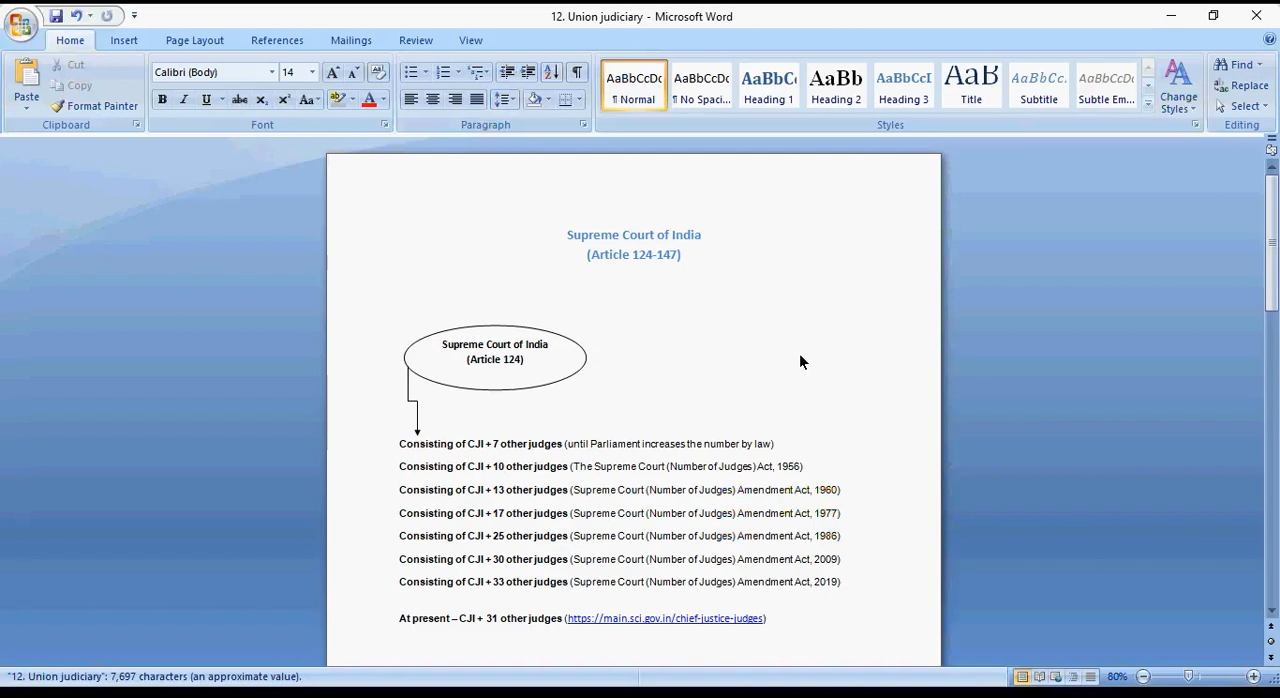 12. Union judiciary - Microsoft Word
Home Insert Page Layout References Mailings Review View
Paste
Cut
Copy
Format Painter
Clipboard
Calibri (Body) 14
B I U abc X₂ X² Aa
Font
Paragraph
AaBbCcDc AaBbCcDc AaBbCc AaBb AaBbCcI AaB AaBbCc. AaBbCcDc
¶ Normal ¶ No Spaci... Heading 1 Heading 2 Heading 3 Title Subtitle Subtle Em...
Change Styles
Styles
Find
Replace
Select
Editing
Supreme Court of India
(Article 124-147)
Supreme Court of India
(Article 124)
Consisting of CJI + 7 other judges (until Parliament increases the number by law)
Consisting of CJI + 10 other judges (The Supreme Court (Number of Judges) Act, 1956)
Consisting of CJI + 13 other judges (Supreme Court (Number of Judges) Amendment Act, 1960)
Consisting of CJI + 17 other judges (Supreme Court (Number of Judges) Amendment Act, 1977)
Consisting of CJI + 25 other judges (Supreme Court (Number of Judges) Amendment Act, 1986)
Consisting of CJI + 30 other judges (Supreme Court (Number of Judges) Amendment Act, 2009)
Consisting of CJI + 33 other judges (Supreme Court (Number of Judges) Amendment Act, 2019)
At present – CJI + 31 other judges (https://main.sci.gov.in/chief-justice-judges)
"12. Union judiciary": 7,697 characters (an approximate value).
80%